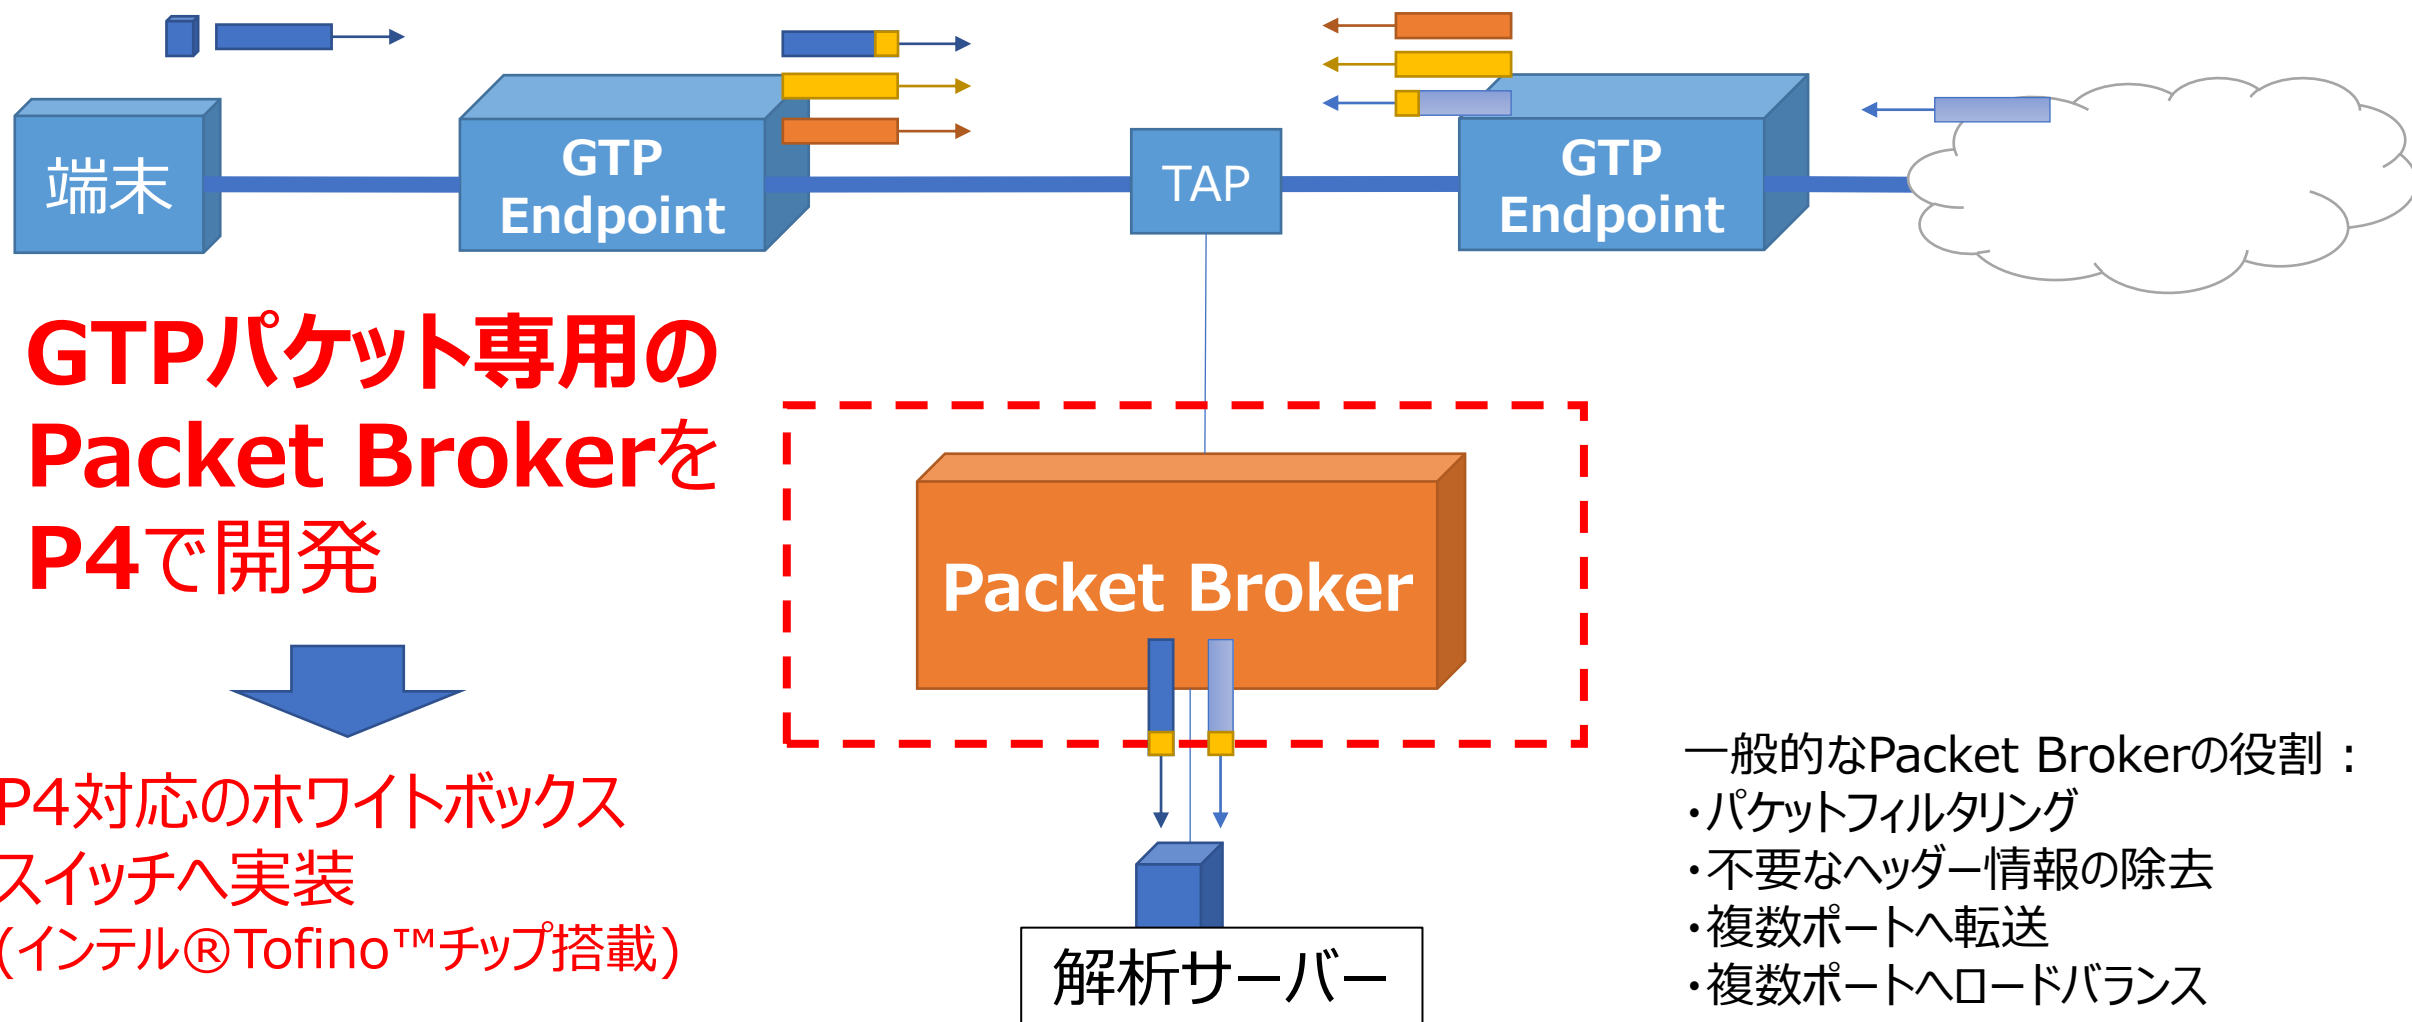 端末
GTP
Endpoint
TAP
GTP
Endpoint
GTPパケット専用の
Packet Brokerを
P4で開発
Packet Broker
P4対応のホワイトボックス
スイッチへ実装
(インテル®Tofino™チップ搭載)
解析サーバー
一般的なPacket Brokerの役割：
・パケットフィルタリング
・不要なヘッダー情報の除去
・複数ポートへ転送
・複数ポートへロードバランス